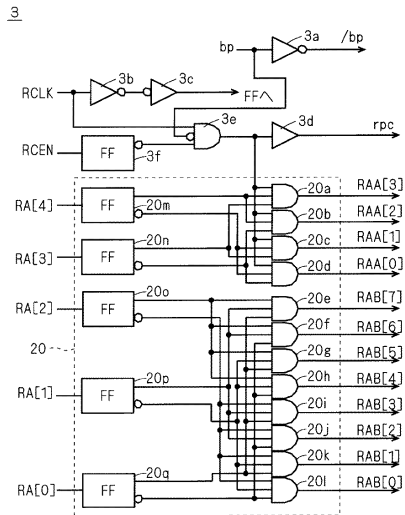 3
bp
3a
/bp
RCLK
3b
3c
FFへ
3e
3d
rpc
RCEN
FF
3f
20a
RAA[3]
RA[4]
FF
20m
20b
RAA[2]
RA[3]
FF
20n
20c
RAA[1]
20d
RAA[0]
RA[2]
FF
20o
20e
RAB[7]
20f
RAB[6]
20
20g
RAB[5]
RA[1]
FF
20p
20h
RAB[4]
20i
RAB[3]
20j
RAB[2]
20q
20k
RAB[1]
RA[0]
FF
20l
RAB[0]